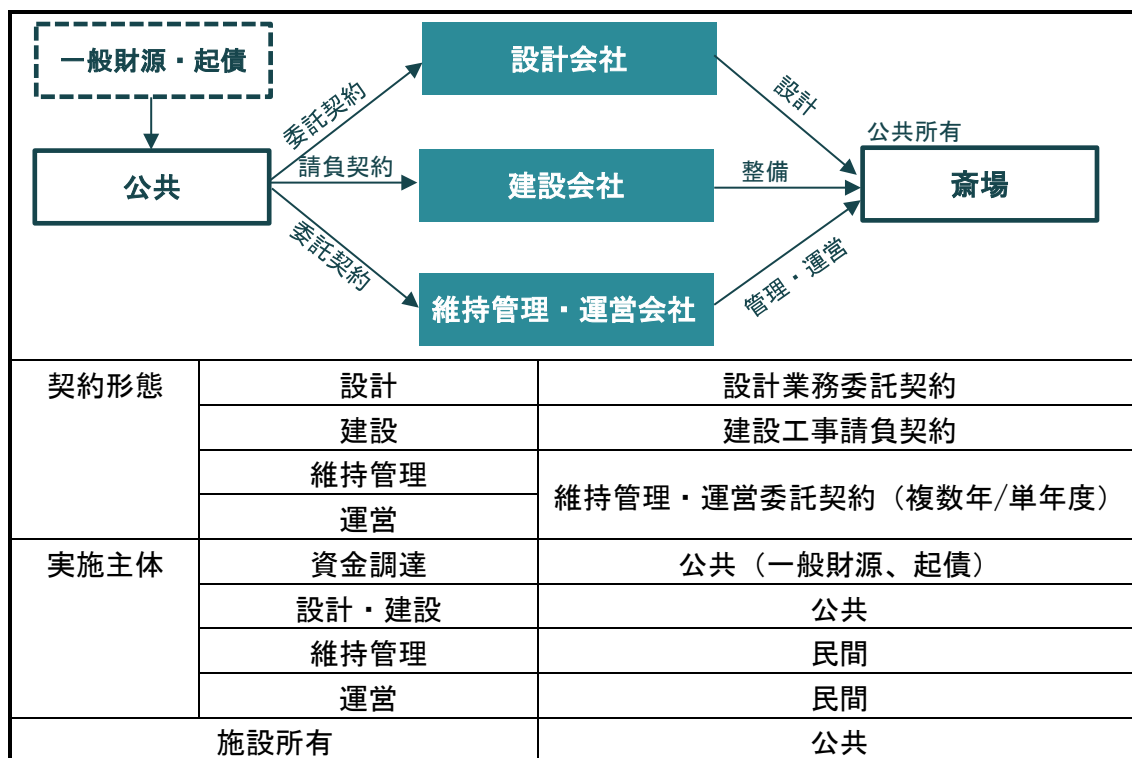 一般財源・起債
公共
委託契約
請負契約
委託契約
設計会社
建設会社
維持管理・運営会社
設計
整備
管理・運営
公共所有
斎場
契約形態 設計 設計業務委託契約
建設 建設工事請負契約
維持管理 維持管理・運営委託契約（複数年/単年度）
運営
実施主体 資金調達 公共（一般財源、起債）
設計・建設 公共
維持管理 民間
運営 民間
施設所有 公共